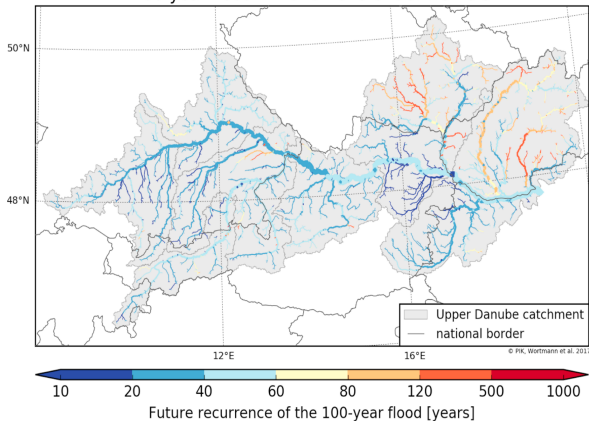 50°N
48°N
Upper Danube catchment
national border
12°E 16°E
© PIK, Wortmann et al. 2017
10 20 40 60 80 120 500 1000
Future recurrence of the 100-year flood [years]